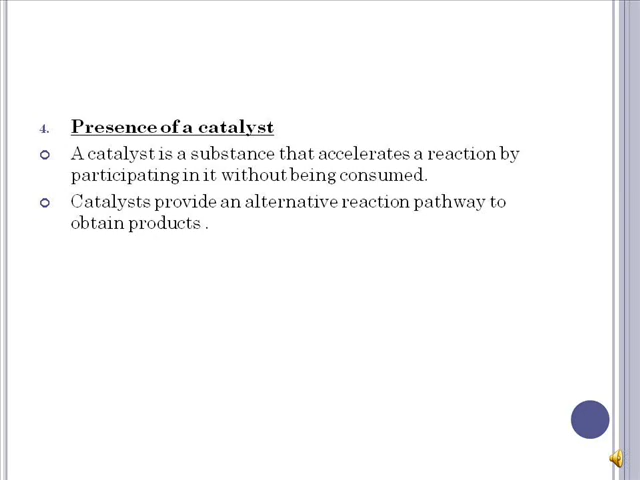 4. Presence of a catalyst
A catalyst is a substance that accelerates a reaction by
participating in it without being consumed.
Catalysts provide an alternative reaction pathway to
obtain products .